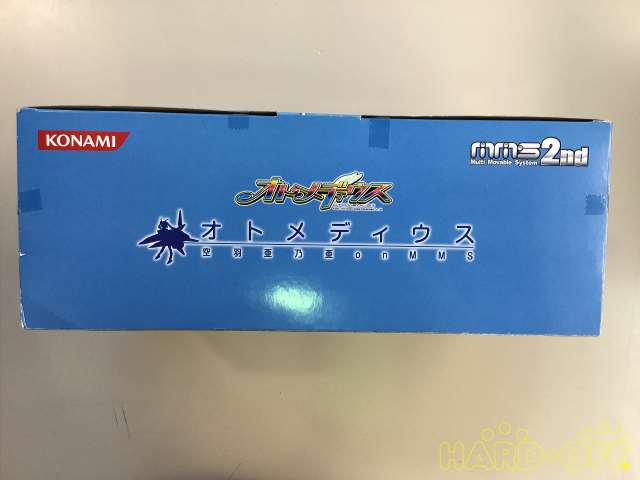 KONAMI
mms 2nd
Multi Movable System
オトメディウス
オトメディウス
空羽亜乃亜onMMS
HARD·OFF